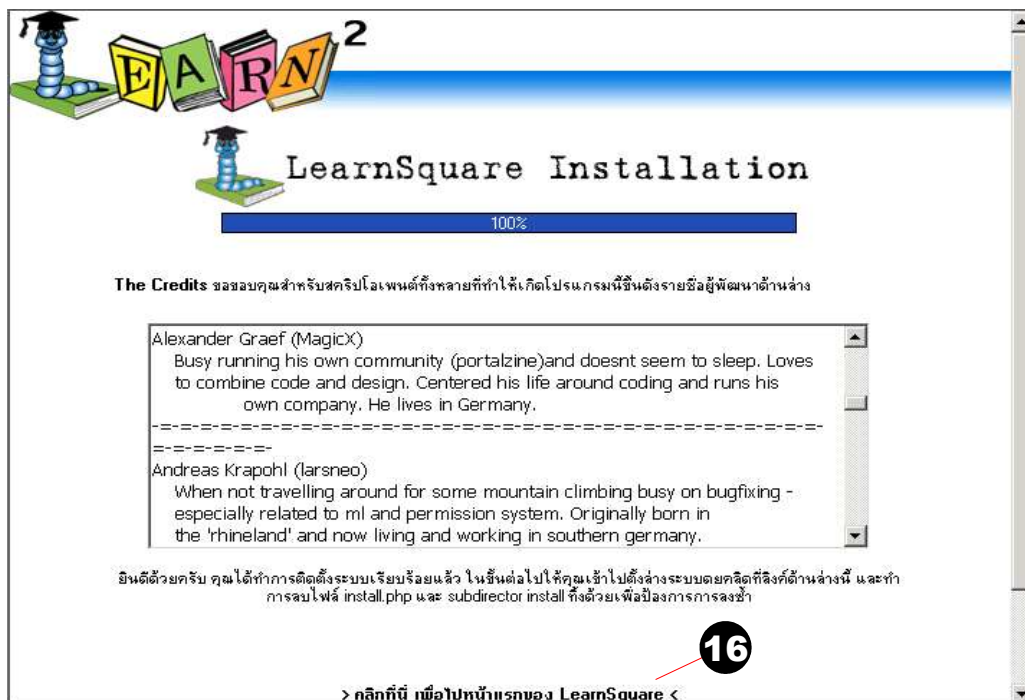 LEARN 2
LearnSquare Installation
100%
The Credits ขอขอบคุณสำหรับสคริปโอเพนต์ทั้งหลายที่ทำให้เกิดโปรแกรมนี้ขึ้นดังรายชื่อผู้พัฒนาด้านล่าง
Alexander Graef (MagicX)
Busy running his own community (portalzine)and doesnt seem to sleep. Loves
to combine code and design. Centered his life around coding and runs his
own company. He lives in Germany.
-=-=-=-=-=-=-=-=-=-=-=-=-=-=-=-=-=-=-=-=-=-=-=-=-=-=-=-=-
=-=-=-=-=-=-
Andreas Krapohl (larsneo)
When not travelling around for some mountain climbing busy on bugfixing -
especially related to ml and permission system. Originally born in
the 'rhineland' and now living and working in southern germany.
ยินดีด้วยครับ คุณได้ทำการติดตั้งระบบเรียบร้อยแล้ว ในขั้นต่อไปให้คุณเข้าไปตั้งล่างระบบดยคลิตที่ลิงค์ด้านล่างนี้ และทำ
การลบไฟล์ install.php และ subdirector install ทิ้งด้วยเพื่อป้องการการลงซ้ำ
16
> คลิกที่นี่ เพื่อไปหน้าแรกของ LearnSquare <